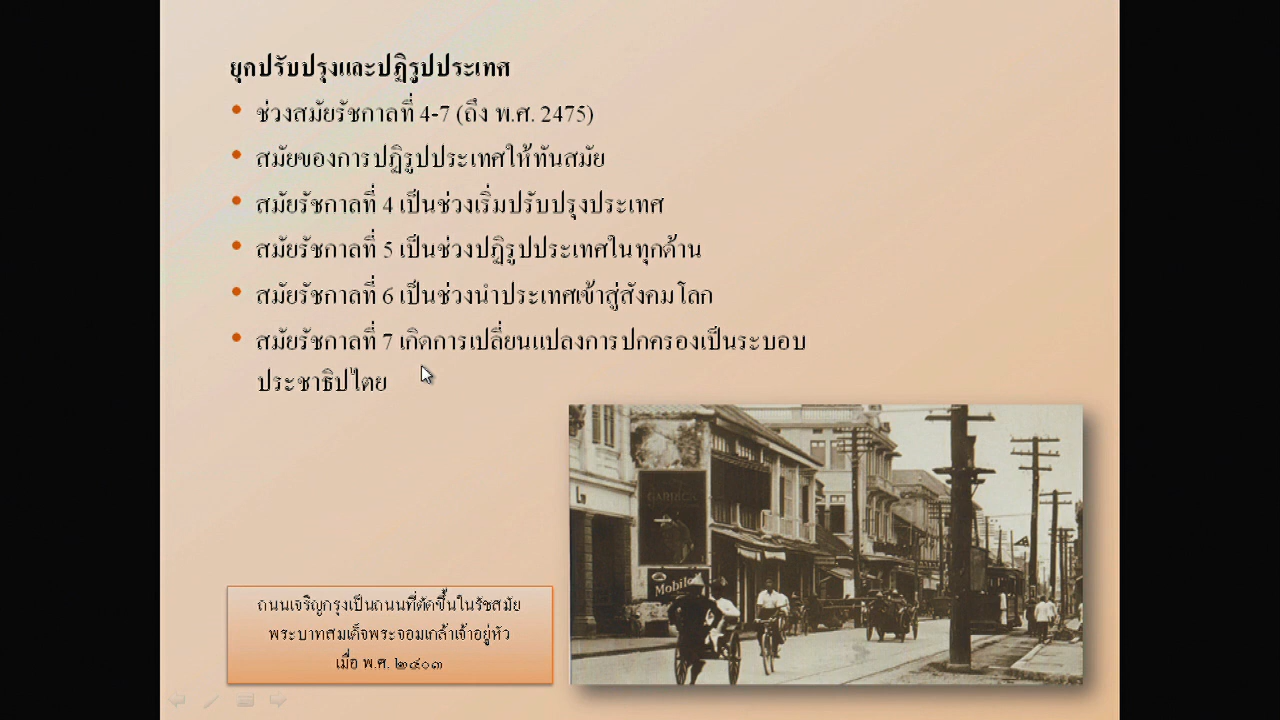 ยุคปรับปรุงและปฏิรูปประเทศ
• ช่วงสมัยรัชกาลที่ 4-7 (ถึง พ.ศ. 2475)
• สมัยของการปฏิรูปประเทศให้ทันสมัย
• สมัยรัชกาลที่ 4 เป็นช่วงเริ่มปรับปรุงประเทศ
• สมัยรัชกาลที่ 5 เป็นช่วงปฏิรูปประเทศในทุกด้าน
• สมัยรัชกาลที่ 6 เป็นช่วงนำประเทศเข้าสู่สังคมโลก
• สมัยรัชกาลที่ 7 เกิดการเปลี่ยนแปลงการปกครองเป็นระบอบ
ประชาธิปไตย
Mobilo
ถนนเจริญกรุงเป็นถนนที่ตัดขึ้นในรัชสมัย
พระบาทสมเด็จพระจอมเกล้าเจ้าอยู่หัว
เมื่อ พ.ศ. ๒๔๐๓